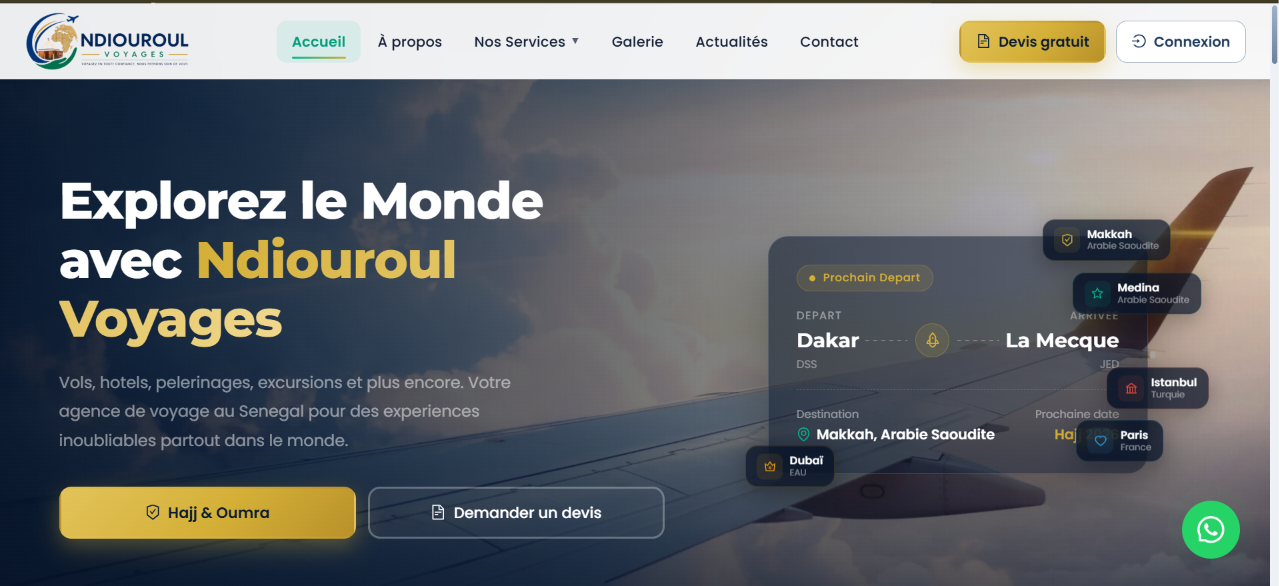 NDIOUROUL
VOYAGES
Accueil
À propos
Nos Services
Galerie
Actualités
Contact
Devis gratuit
Connexion
Explorez le Monde
avec Ndiouroul
Voyages
Vols, hotels, pelerinages, excursions et plus encore. Votre
agence de voyage au Senegal pour des experiences
inoubliables partout dans le monde.
Hajj & Oumra
Demander un devis
Prochain Depart
DEPART
ARRIVEE
Dakar
La Mecque
DSS
JED
Destination
Prochaine date
Makkah, Arabie Saoudite
Makkah
Arabie Saoudite
Medina
Arabie Saoudite
Istanbul
Turquie
Paris
France
Dubaï
EAU